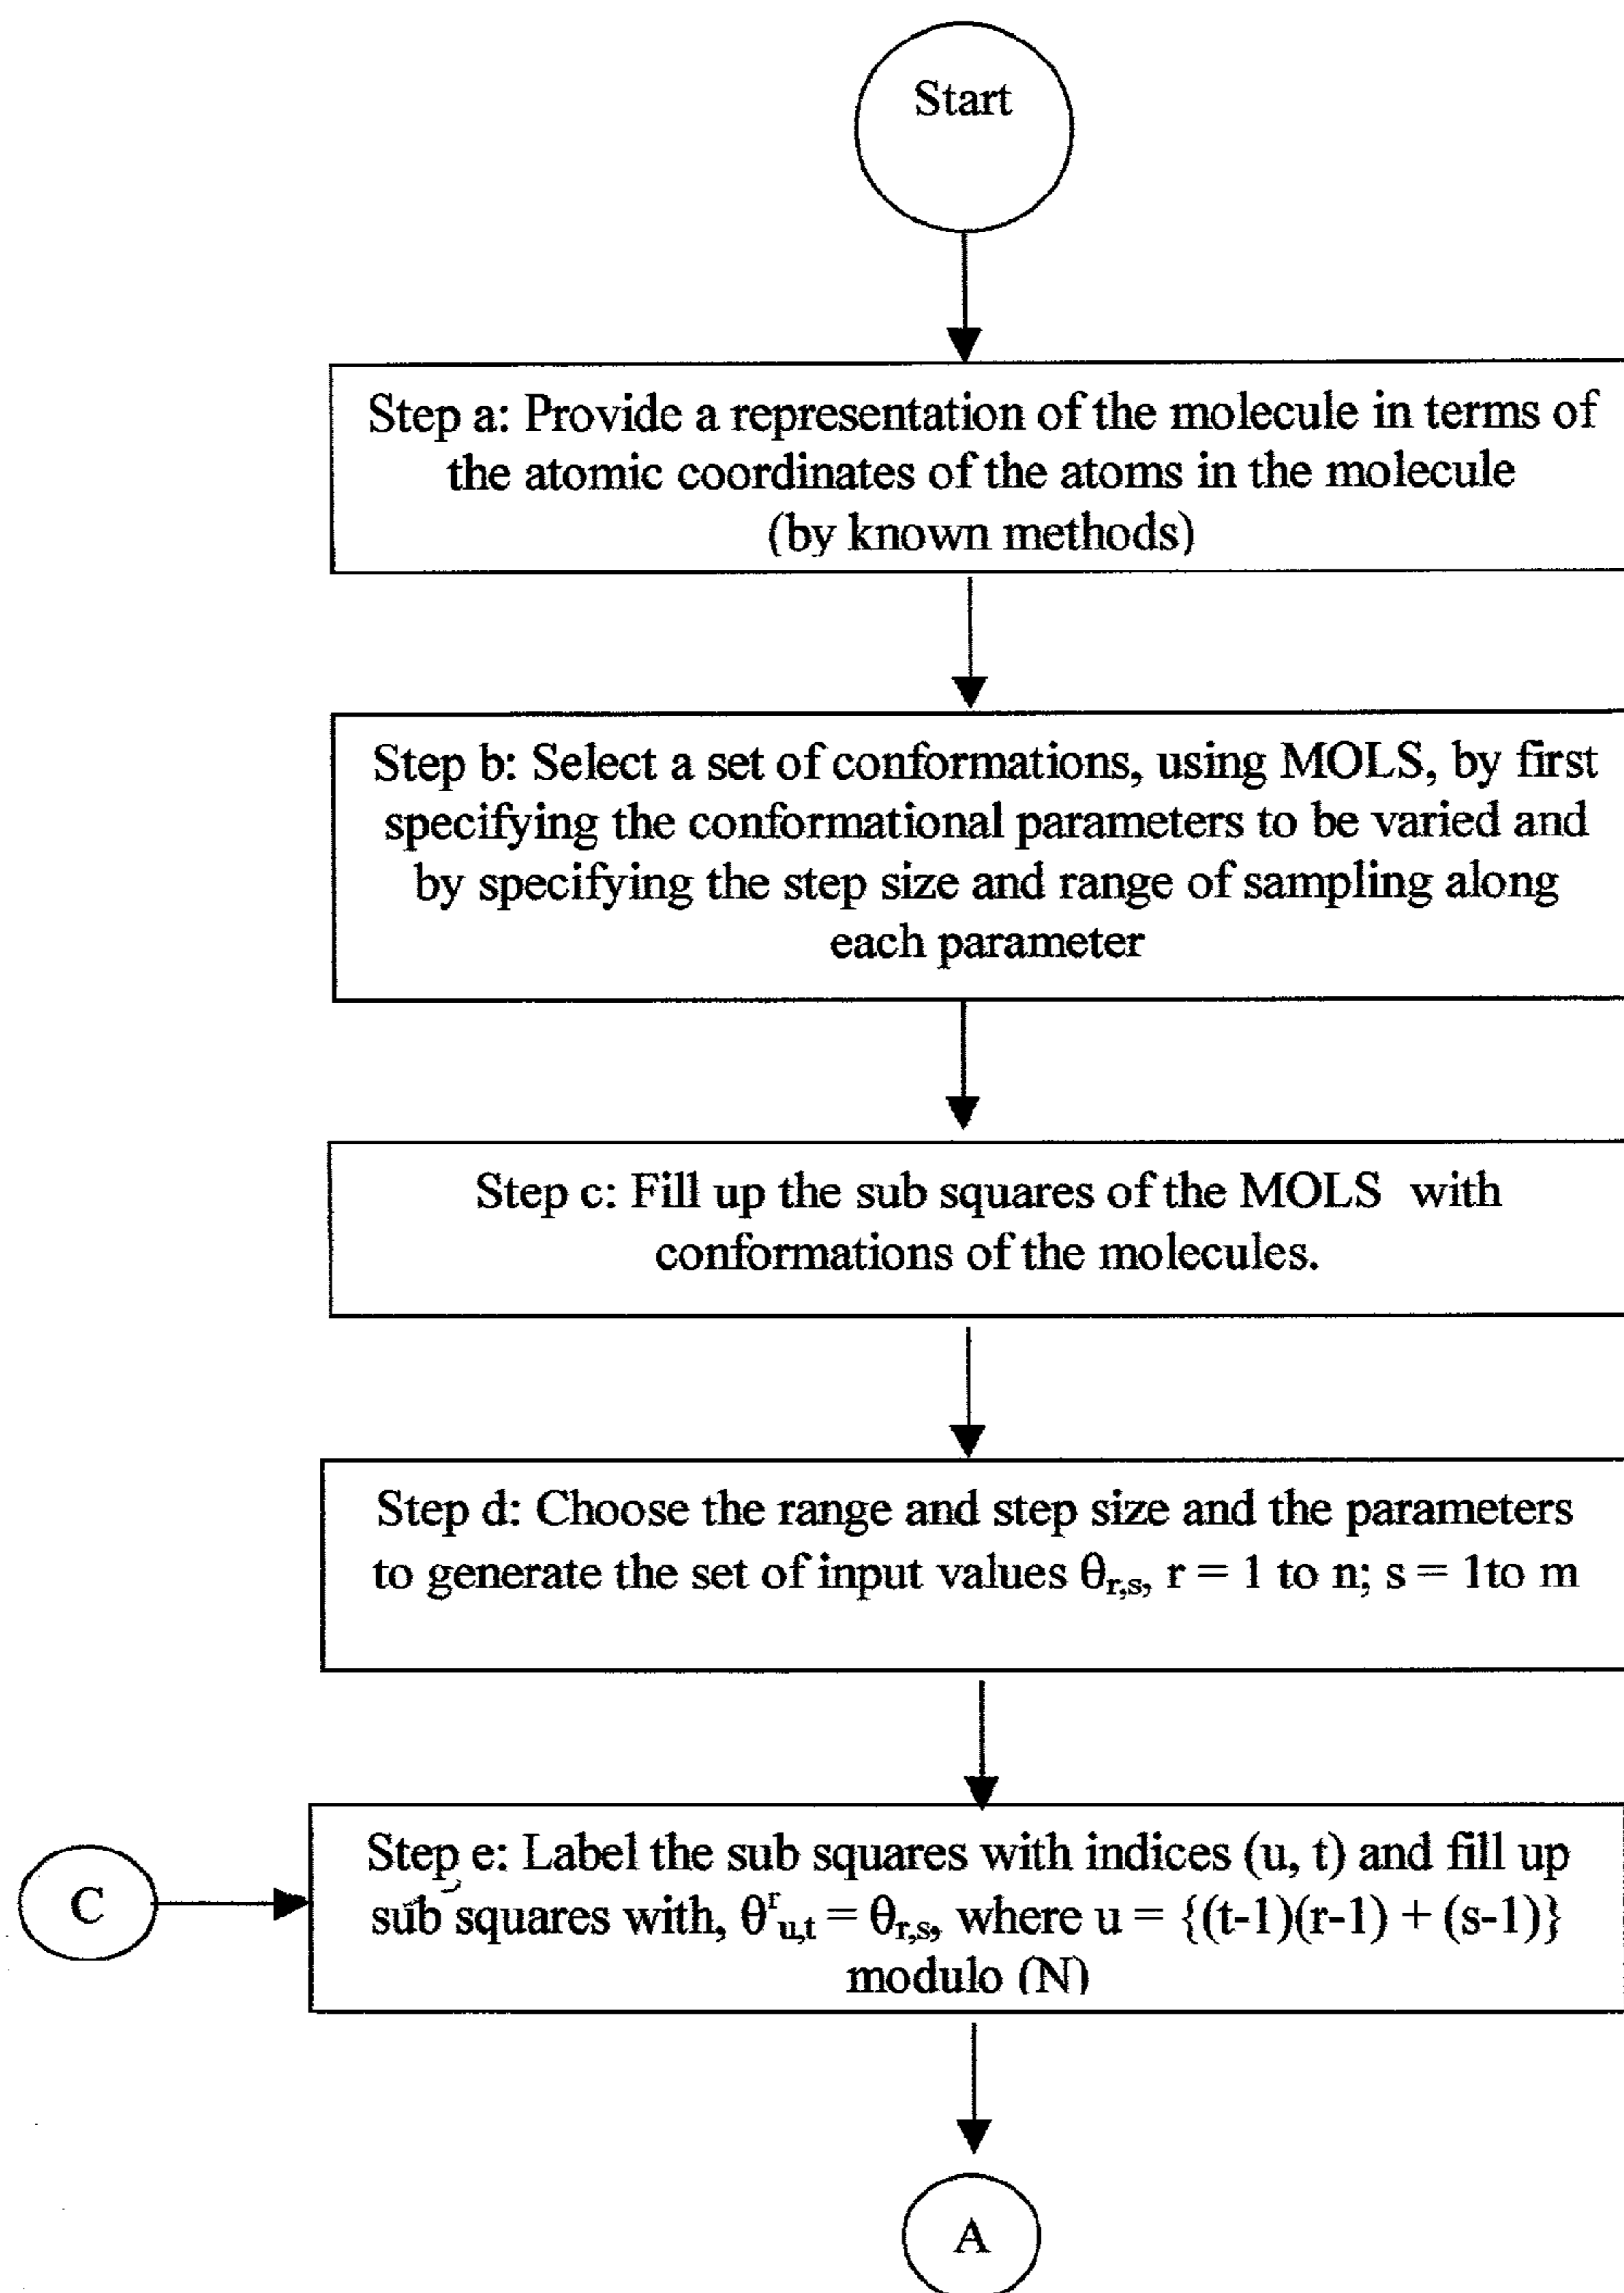 Start
Step a: Provide a representation of the molecule in terms of
the atomic coordinates of the atoms in the molecule
(by known methods)
Step b: Select a set of conformations, using MOLS, by first
specifying the conformational parameters to be varied and
by specifying the step size and range of sampling along
each parameter
Step c: Fill up the sub squares of the MOLS with
conformations of the molecules.
Step d: Choose the range and step size and the parameters
to generate the set of input values θr,s, r = 1 to n; s = 1to m
Step e: Label the sub squares with indices (u, t) and fill up
C
sub squares with, θ^r_u,t = θr,s, where u = {(t-1)(r-1) + (s-1)}
modulo (N)
A